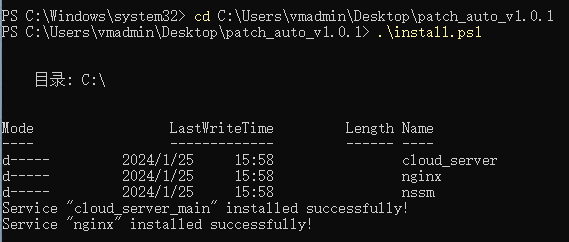 PS C:\Windows\system32> cd C:\Users\vmadmin\Desktop\patch_auto_v1.0.1
PS C:\Users\vmadmin\Desktop\patch_auto_v1.0.1> .\install.ps1
目录: C:\
Mode LastWriteTime Length Name
---- ------------- ------ ----
d----- 2024/1/25 15:58 cloud_server
d----- 2024/1/25 15:58 nginx
d----- 2024/1/25 15:58 nssm
Service "cloud_server_main" installed successfully!
Service "nginx" installed successfully!